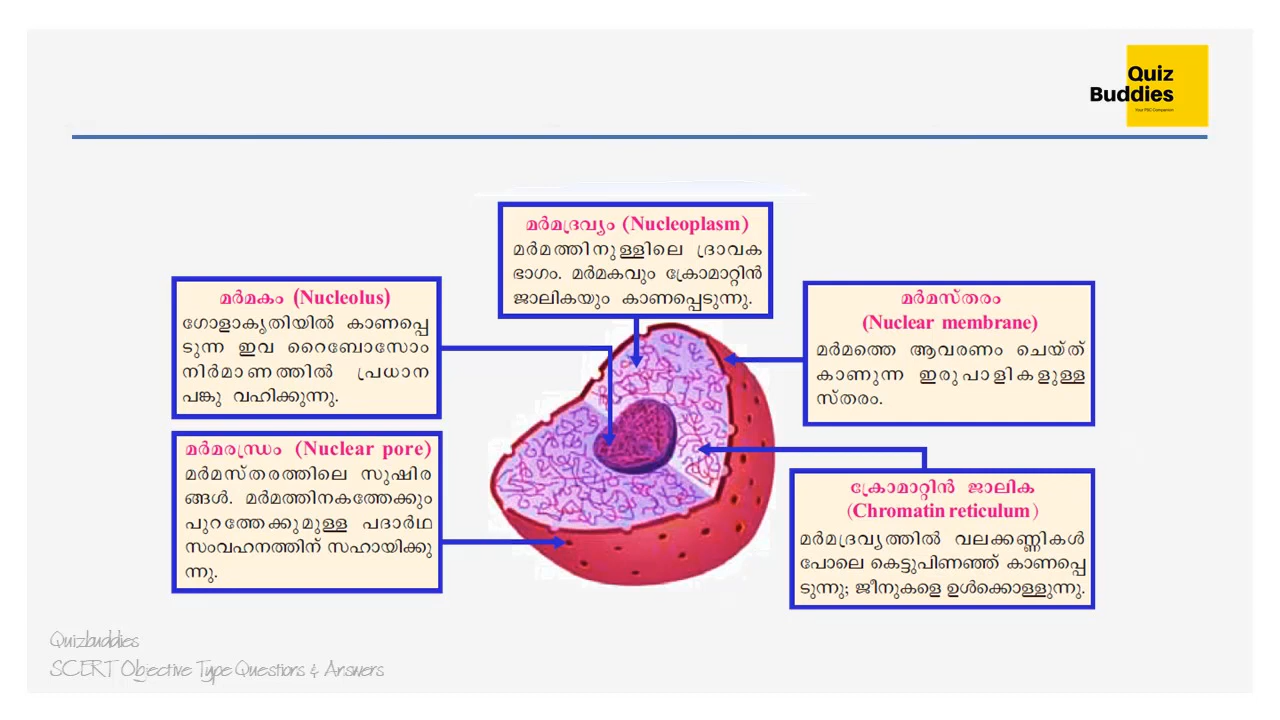 Quiz
Buddies
Your PSC Companion
മർമദ്രവ്യം (Nucleoplasm)
മർമത്തിനുള്ളിലെ ദ്രാവക
ഭാഗം. മർമകവും ക്രോമാറ്റിൻ
ജാലികയും കാണപ്പെടുന്നു.
മർമകം (Nucleolus)
ഗോളാകൃതിയിൽ കാണപ്പെ
ടുന്ന ഇവ റൈബോസോം
നിർമാണത്തിൽ പ്രധാന
പങ്കു വഹിക്കുന്നു.
മർമസ്തരം
(Nuclear membrane)
മർമത്തെ ആവരണം ചെയ്ത്
കാണുന്ന ഇരുപാളികളുള്ള
സ്തരം.
മർമരന്ധ്രം (Nuclear pore)
മർമസ്തരത്തിലെ സുഷിര
ങ്ങൾ. മർമത്തിനകത്തേക്കും
പുറത്തേക്കുമുള്ള പദാർഥ
സംവഹനത്തിന് സഹായിക്കു
ന്നു.
ക്രോമാറ്റിൻ ജാലിക
(Chromatin reticulum)
മർമദ്രവ്യത്തിൽ വലക്കണ്ണികൾ
പോലെ കെട്ടുപിണഞ്ഞ് കാണപ്പെ
ടുന്നു; ജീനുകളെ ഉൾക്കൊള്ളുന്നു.
Quizbuddies
SCERT Objective Type Questions & Answers